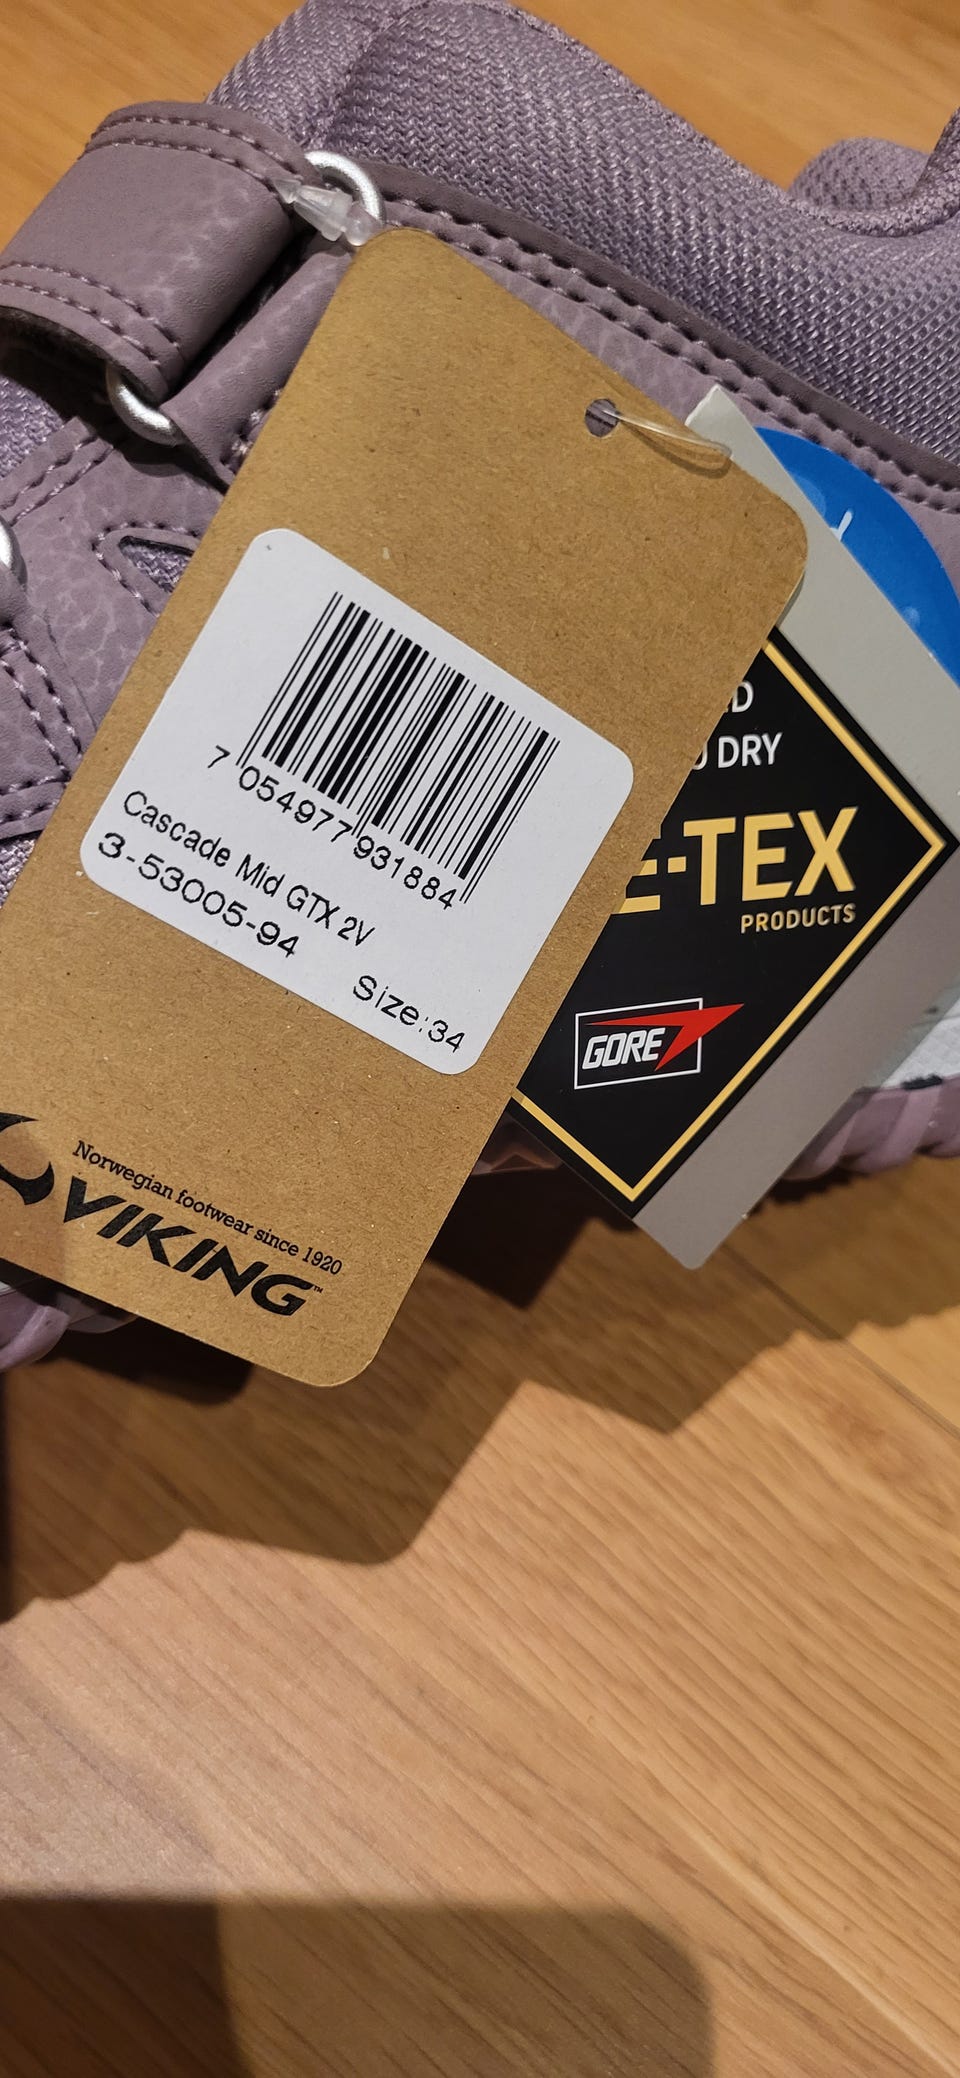 7 054977 931884
Cascade Mid GTX 2V
3-53005-94
Size:34
Norwegian footwear since 1920
VIKING™
DRY
-TEX
PRODUCTS
GORE